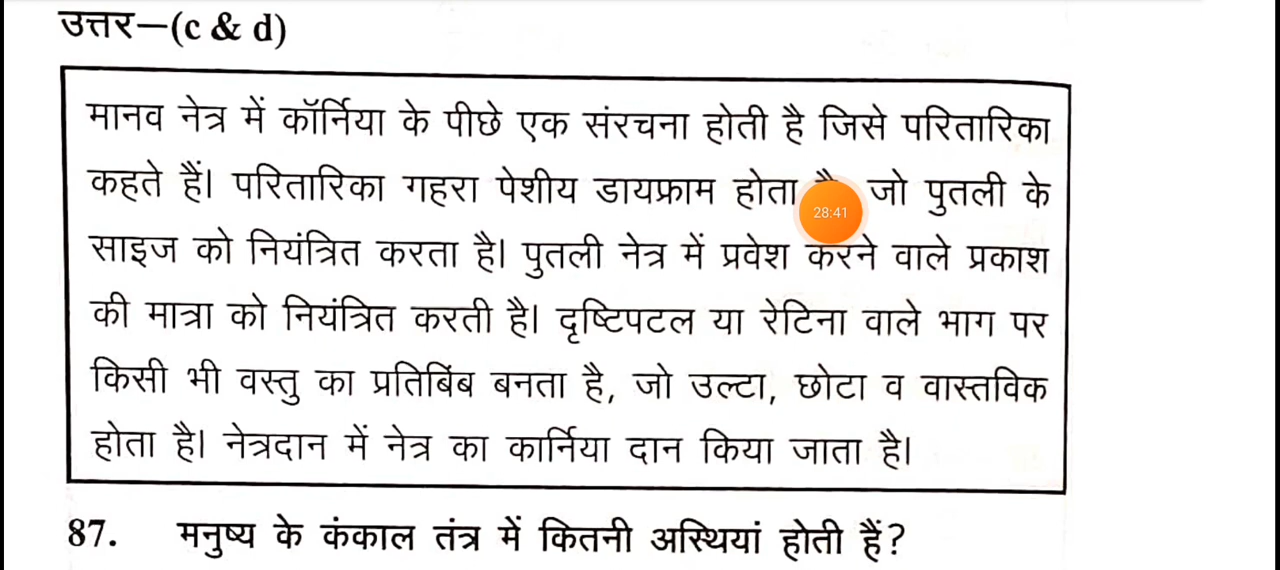 उत्तर—(c & d)
मानव नेत्र में कॉर्निया के पीछे एक संरचना होती है जिसे परितारिका
कहते हैं। परितारिका गहरा पेशीय डायफ्राम होता जो पुतली के
28:41
साइज को नियंत्रित करता है। पुतली नेत्र में प्रवेश करने वाले प्रकाश
की मात्रा को नियंत्रित करती है। दृष्टिपटल या रेटिना वाले भाग पर
किसी भी वस्तु का प्रतिबिंब बनता है, जो उल्टा, छोटा व वास्तविक
होता है। नेत्रदान में नेत्र का कार्निया दान किया जाता है।
87. मनुष्य के कंकाल तंत्र में कितनी अस्थियां होती हैं?